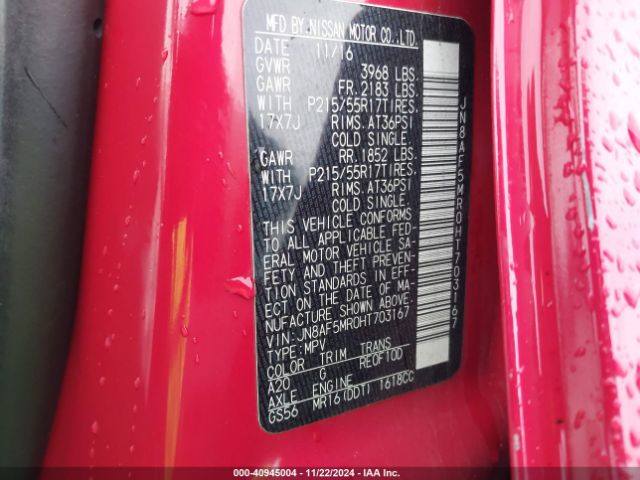 MFD BY.NISSAN MOTOR CO.,LTD.
DATE 11/16
GVWR 3968 LBS.
GAWR FR. 2183 LBS.
WITH P215/55R17TIRES.
17X7J RIMS. AT36PSI
COLD SINGLE.
GAWR RR. 1852 LBS.
WITH P215/55R17TIRES.
17X7J RIMS. AT36PSI
COLD SINGLE.
THIS VEHICLE CONFORMS
TO ALL APPLICABLE FED-
ERAL MOTOR VEHICLE SA-
FETY AND THEFT PREVEN-
TION STANDARDS IN EFF-
ECT ON THE DATE OF MA-
NUFACTURE SHOWN ABOVE.
VIN:JN8AF5MR0HT703167
TYPE:MPV
COLOR TRIM TRANS
A20 G RE0F10D
AXLE ENGINE
GS56 MR16(DDT) 1618CC
JN8AF5MR0HT703167
000-40945004 - 11/22/2024 - IAA Inc.